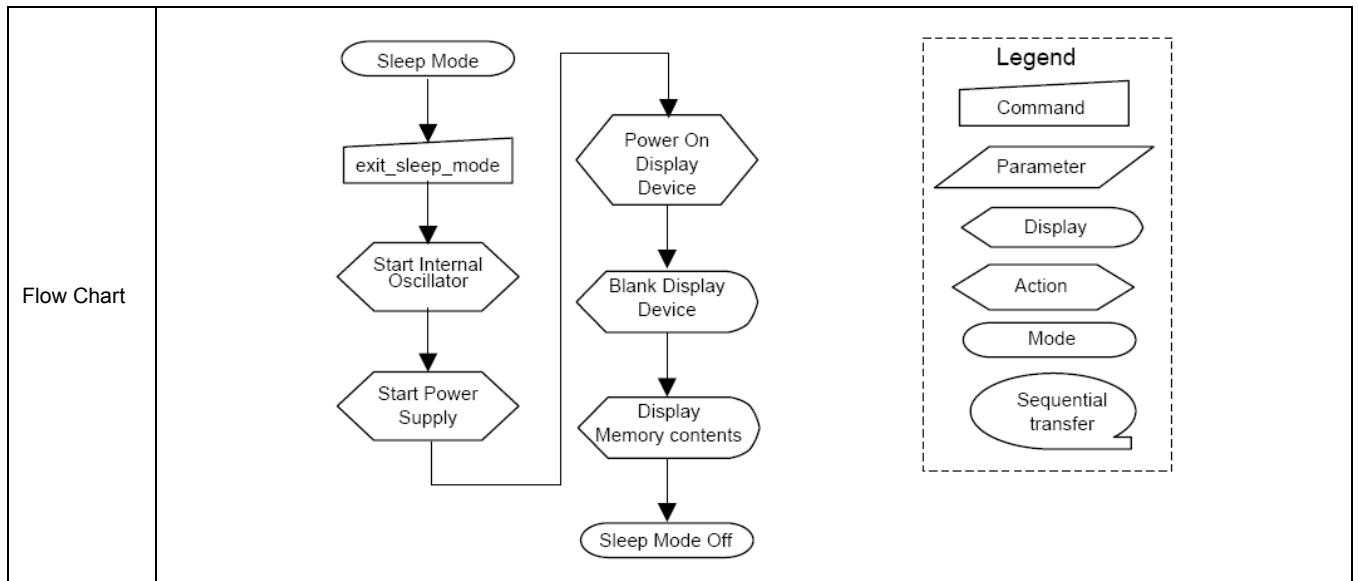 Flow Chart
Sleep Mode
exit_sleep_mode
Start Internal
Oscillator
Start Power
Supply
Power On
Display
Device
Blank Display
Device
Display
Memory contents
Sleep Mode Off
Legend
Command
Parameter
Display
Action
Mode
Sequential
transfer